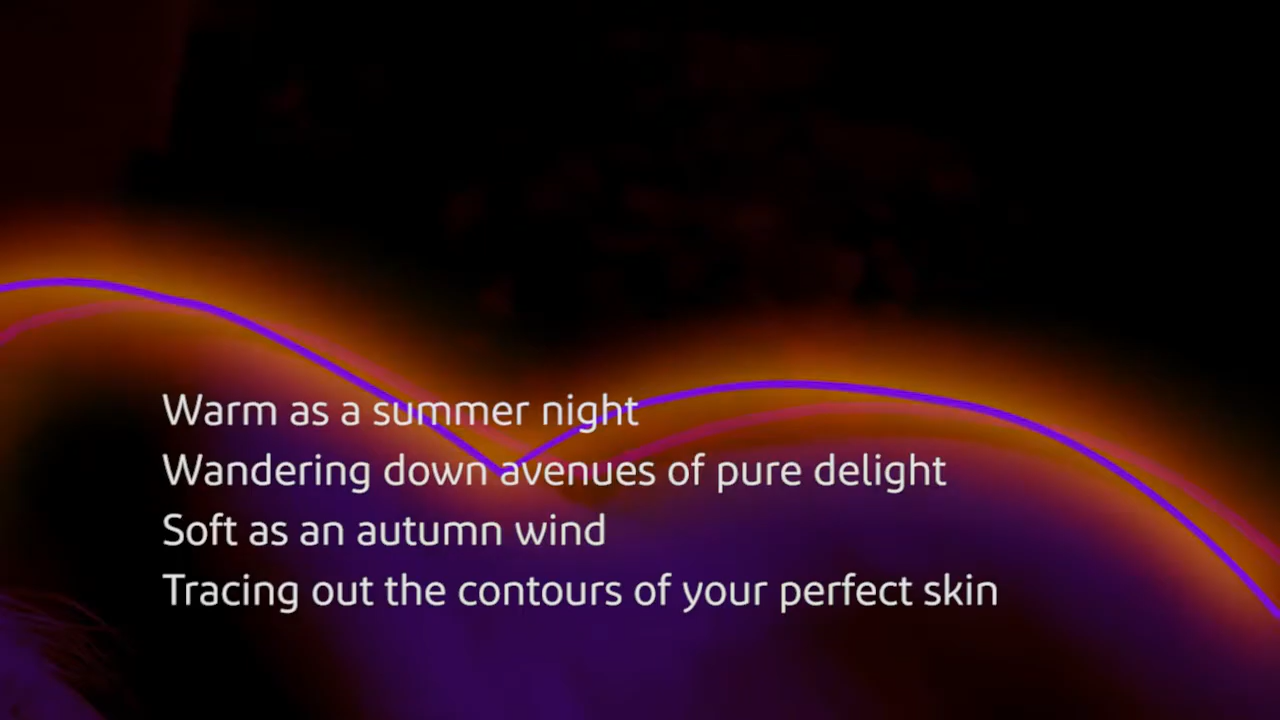 Warm as a summer night
Wandering down avenues of pure delight
Soft as an autumn wind
Tracing out the contours of your perfect skin